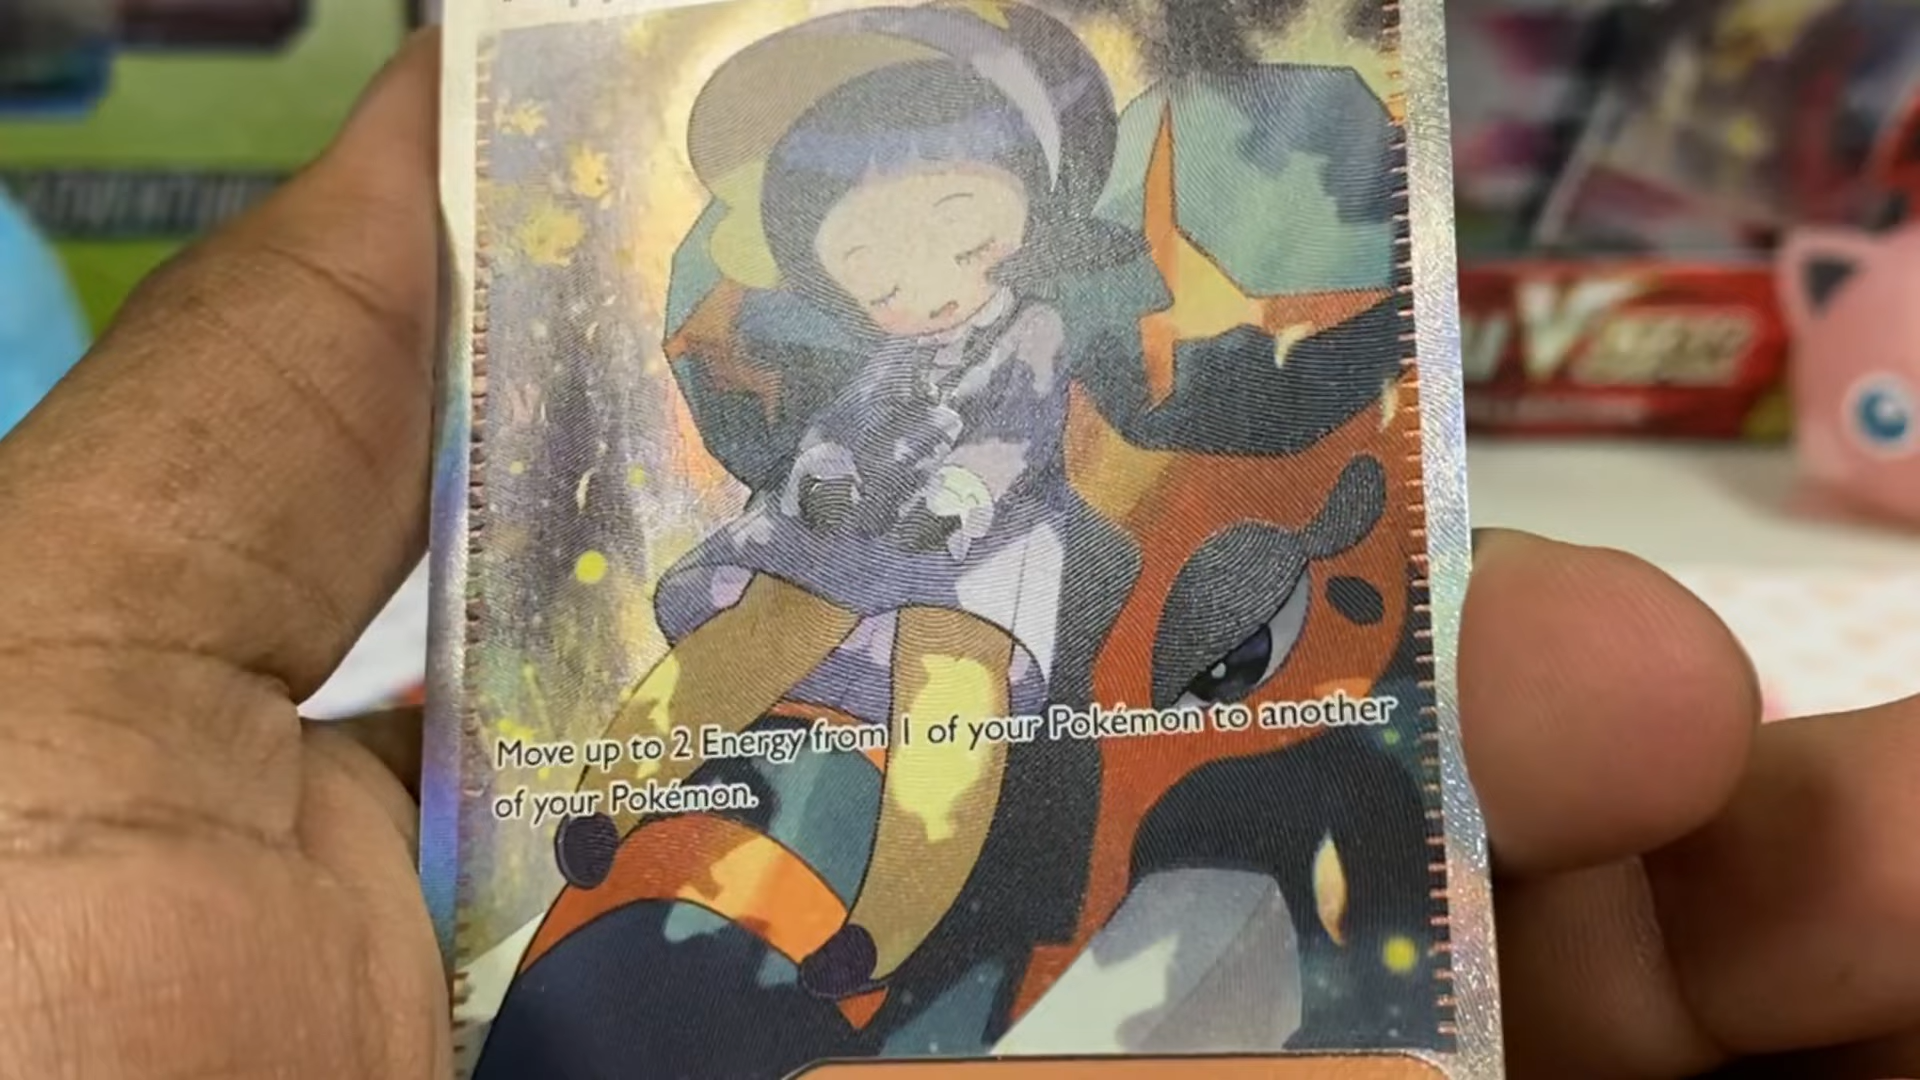 Move up to 2 Energy from 1 of your Pokémon to another
of your Pokémon.